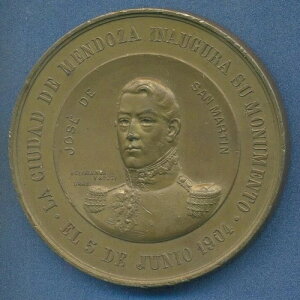 LA CIUDAD DE MENDOZA INAUGURA SU MONUMENTO
· EL 5 DE JUNIO 1904 ·
JOSÉ DE SAN MARTIN